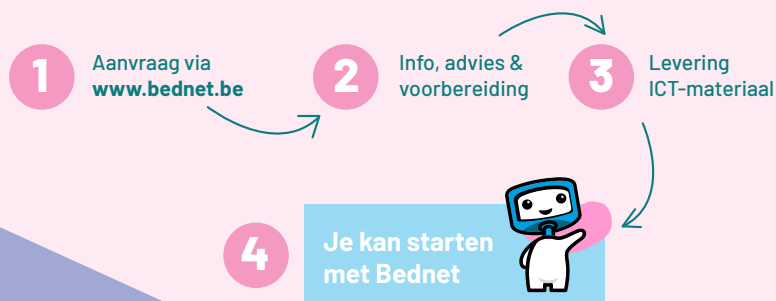 1
Aanvraag via
www.bednet.be
2
Info, advies &
voorbereiding
3
Levering
ICT-materiaal
4
Je kan starten
met Bednet